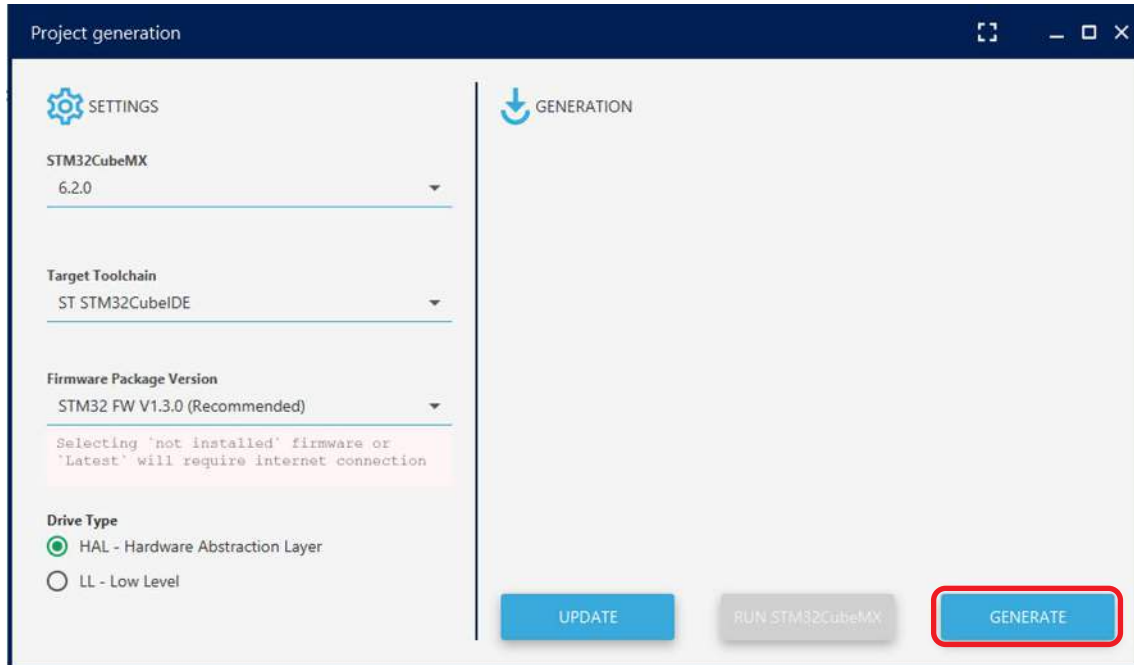 Project generation
SETTINGS
STM32CubeMX
6.2.0
Target Toolchain
ST STM32CubeIDE
Firmware Package Version
STM32 FW V1.3.0 (Recommended)
Selecting `not installed` firmware or
`Latest` will require internet connection
Drive Type
HAL - Hardware Abstraction Layer
LL - Low Level
GENERATION
UPDATE
RUN STM32CubeMX
GENERATE